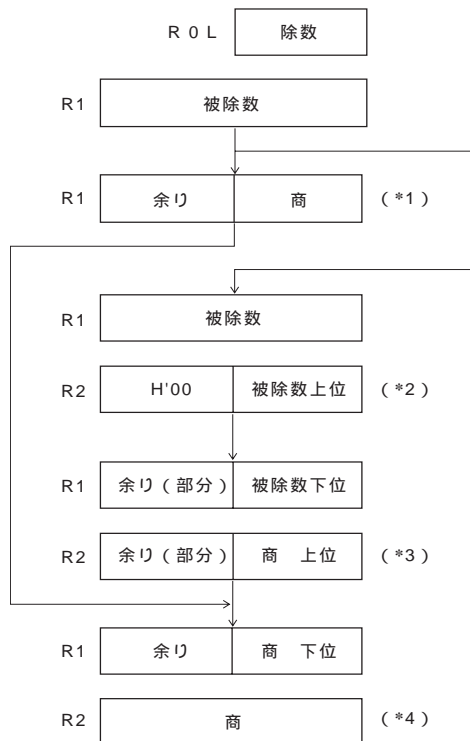 R0L 除数
R1 被除数
R1 余り 商 (*1)
R1 被除数
R2 H'00 被除数上位 (*2)
R1 余り(部分) 被除数下位
R2 余り(部分) 商 上位 (*3)
R1 余り 商 下位
R2 商 (*4)